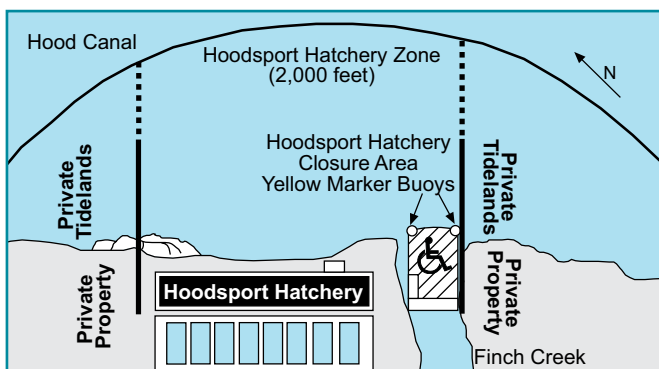 Hood Canal
Hoodsport Hatchery Zone
(2,000 feet)
N
Hoodsport Hatchery
Closure Area
Yellow Marker Buoys
Private
Tidelands
Private
Tidelands
Private
Property
Private
Property
Hoodsport Hatchery
Finch Creek